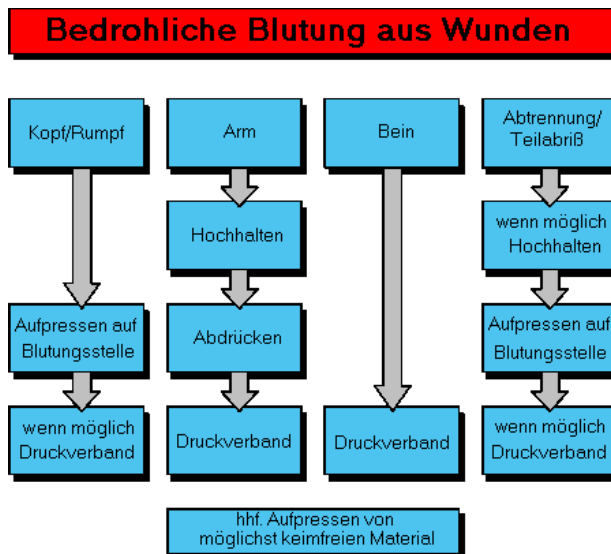 Bedrohliche Blutung aus Wunden
Kopf/Rumpf
Aufpressen auf
Blutungsstelle
wenn möglich
Druckverband
Arm
Hochhalten
Abdrücken
Druckverband
Bein
Druckverband
Abtrennung/
Teilabriß
wenn möglich
Hochhalten
Aufpressen auf
Blutungsstelle
wenn möglich
Druckverband
hhf. Aufpressen von
möglichst keimfreien Material